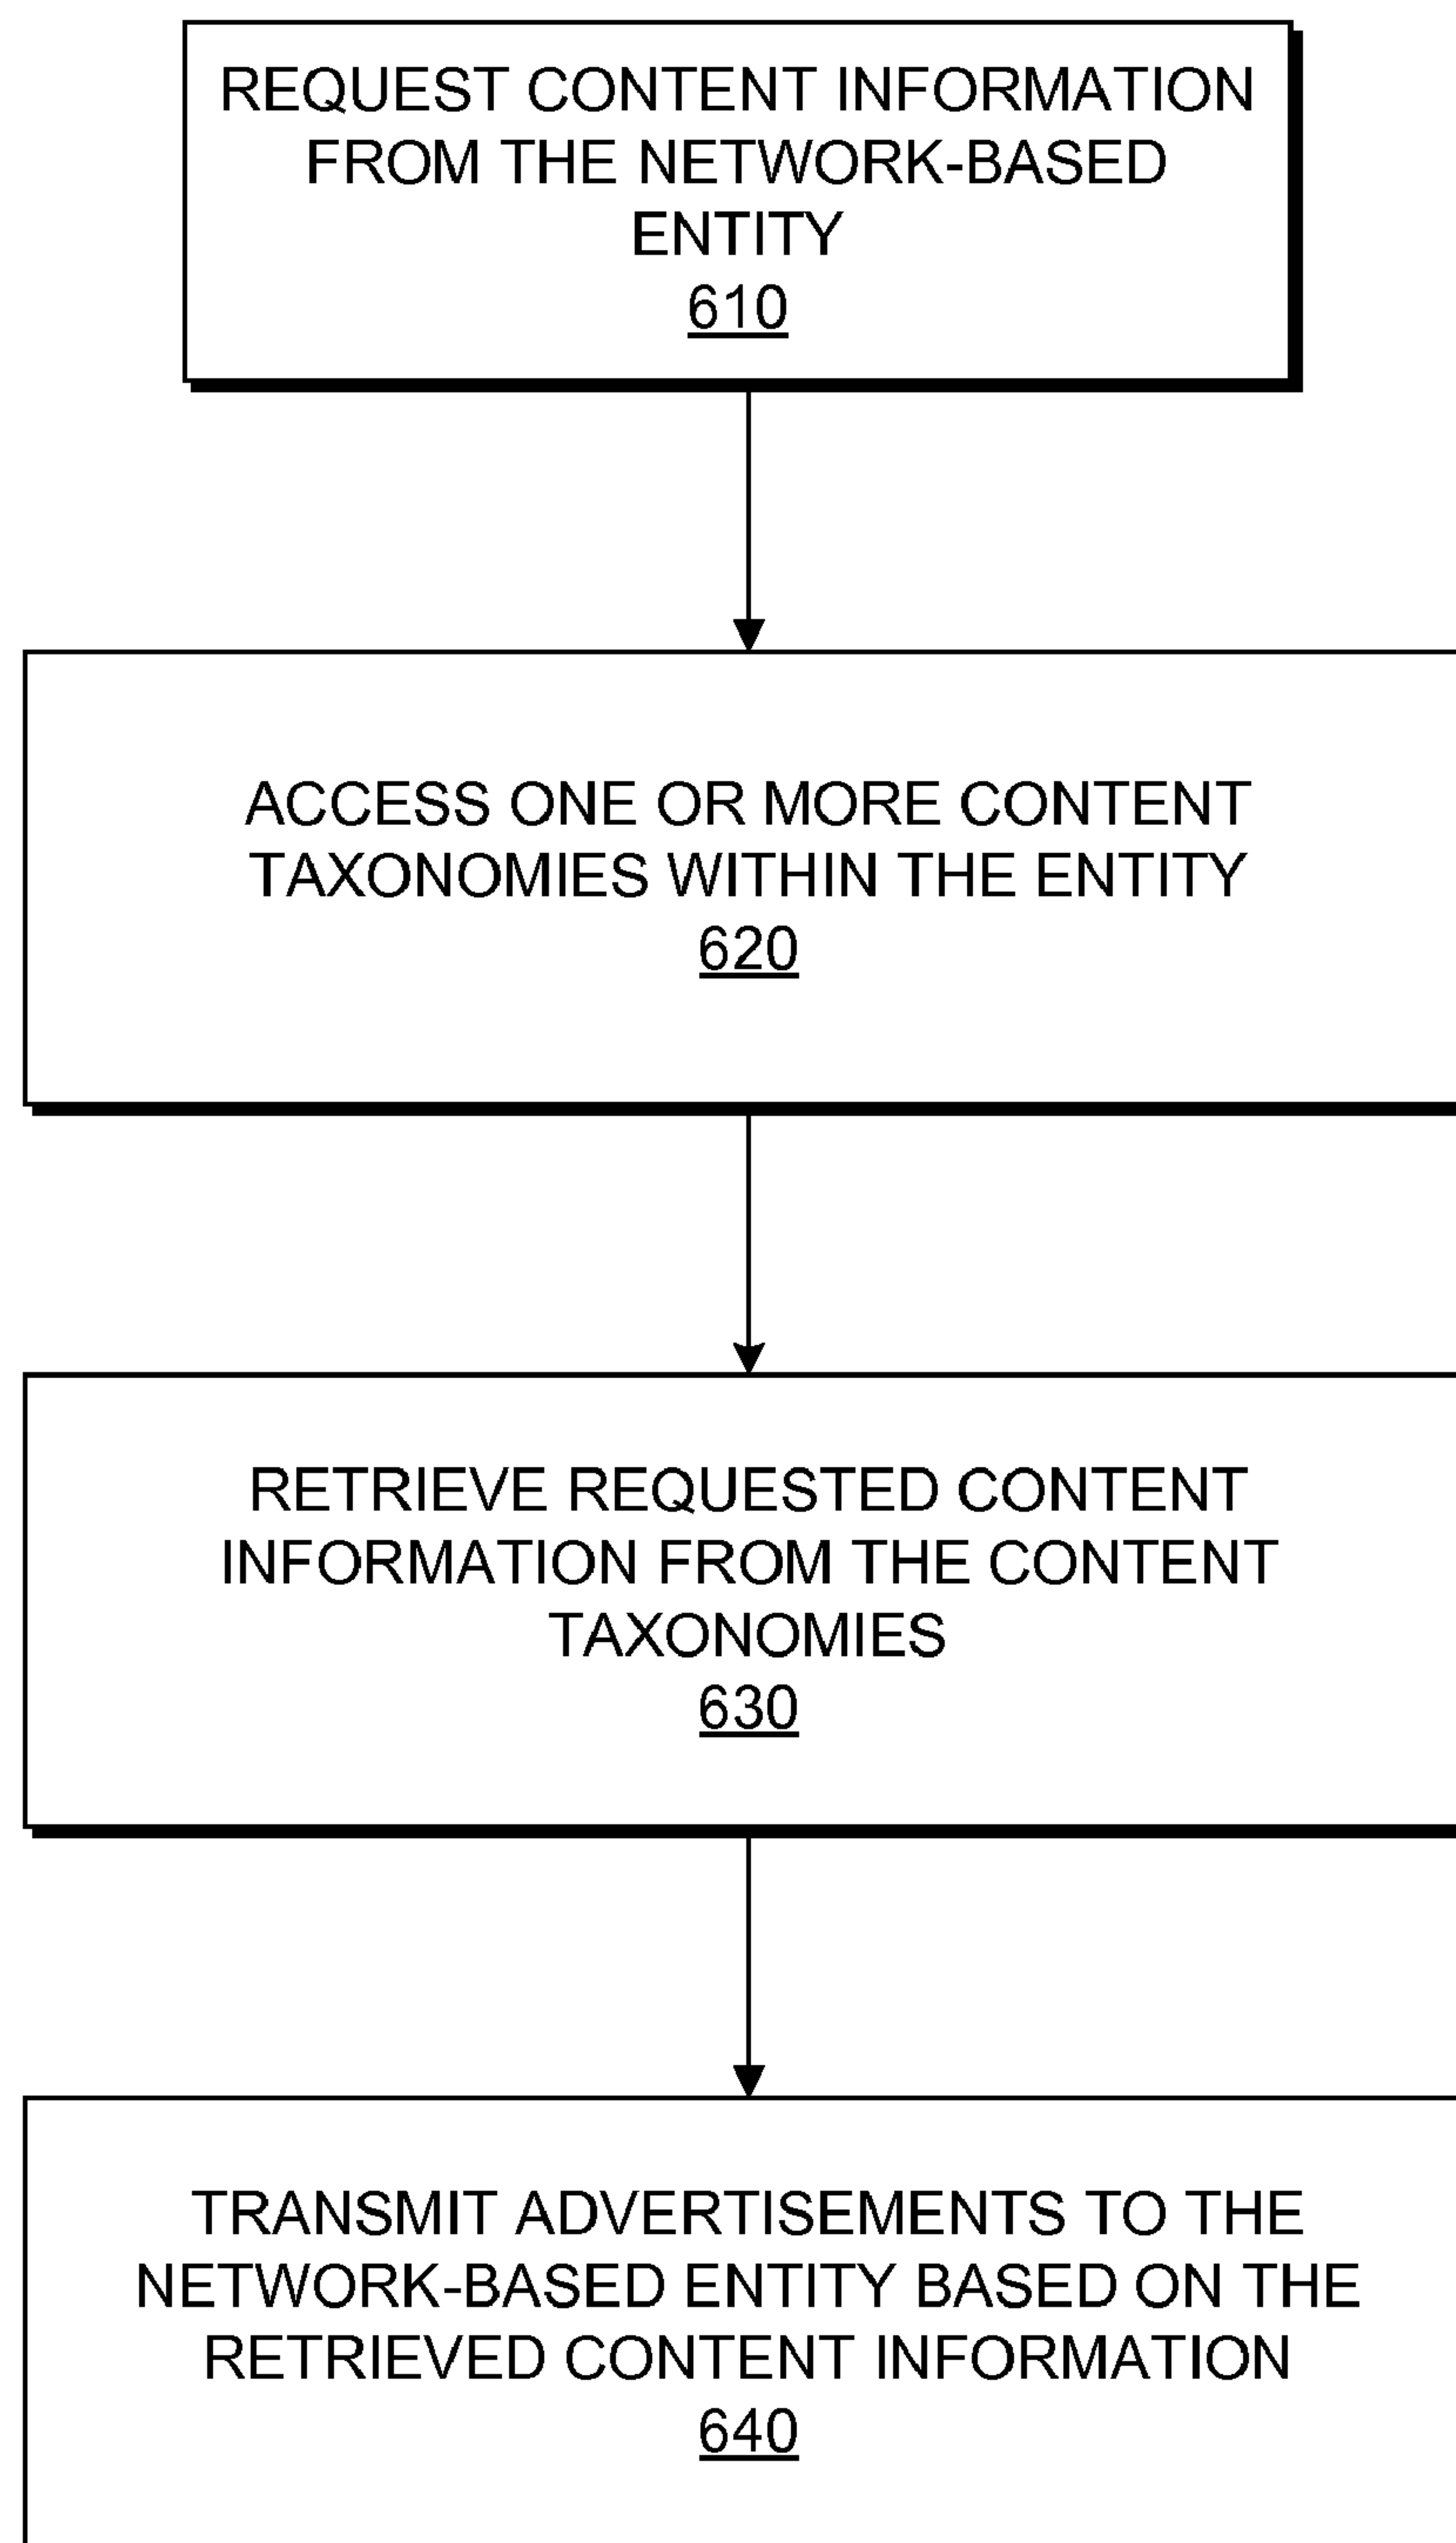 REQUEST CONTENT INFORMATION
FROM THE NETWORK-BASED
ENTITY
610
ACCESS ONE OR MORE CONTENT
TAXONOMIES WITHIN THE ENTITY
620
RETRIEVE REQUESTED CONTENT
INFORMATION FROM THE CONTENT
TAXONOMIES
630
TRANSMIT ADVERTISEMENTS TO THE
NETWORK-BASED ENTITY BASED ON THE
RETRIEVED CONTENT INFORMATION
640